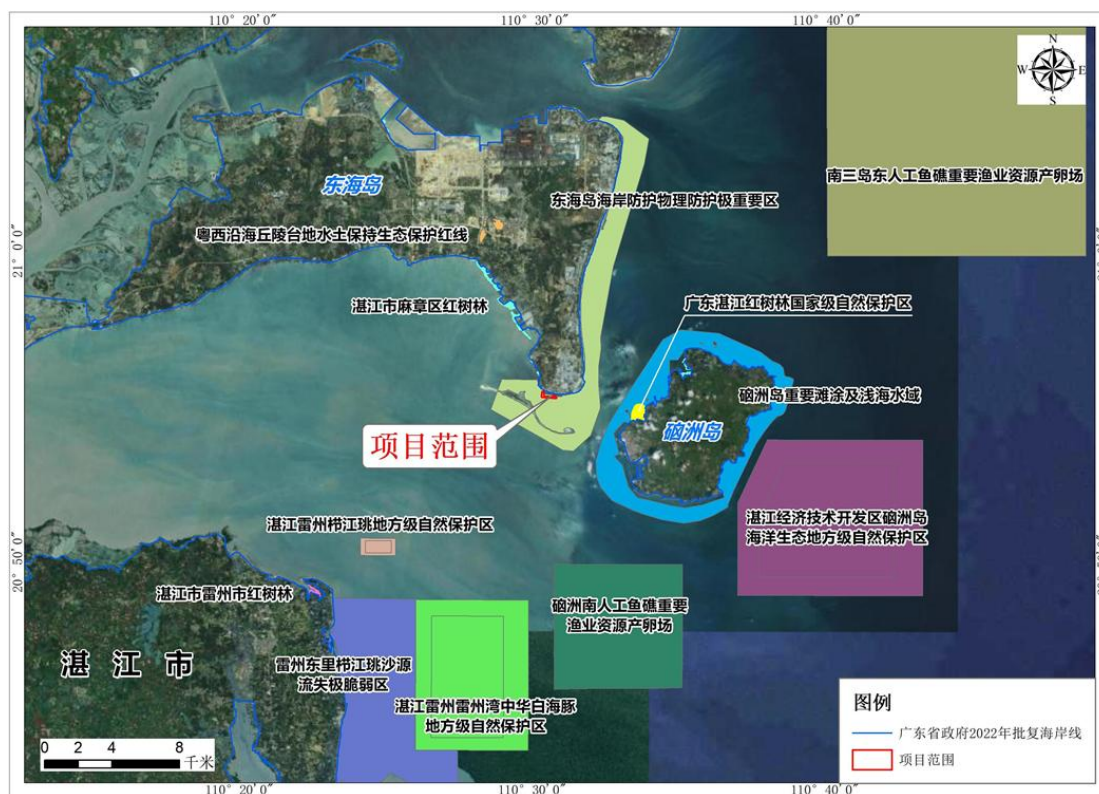 110° 20′0″
110° 30′0″
110° 40′0″
N
W
E
S
东海岛
南三岛东人工鱼礁重要渔业资源产卵场
东海岛海岸防护物理防护极重要区
粤西沿海丘陵台地水土保持生态保护红线
21° 0′0″
湛江市麻章区红树林
广东湛江红树林国家级自然保护区
硇洲岛重要滩涂及浅海水域
硇洲岛
项目范围
湛江经济技术开发区硇洲岛
海洋生态地方级自然保护区
湛江雷州栉江珧地方级自然保护区
20° 50′0″
湛江市雷州市红树林
硇洲南人工鱼礁重要
渔业资源产卵场
湛江市
雷州东里栉江珧沙源
流失极脆弱区
湛江雷州雷州湾中华白海豚
地方级自然保护区
图例
广东省政府2022年批复海岸线
项目范围
0 2 4 8
千米
110° 20′0″
110° 30′0″
110° 40′0″